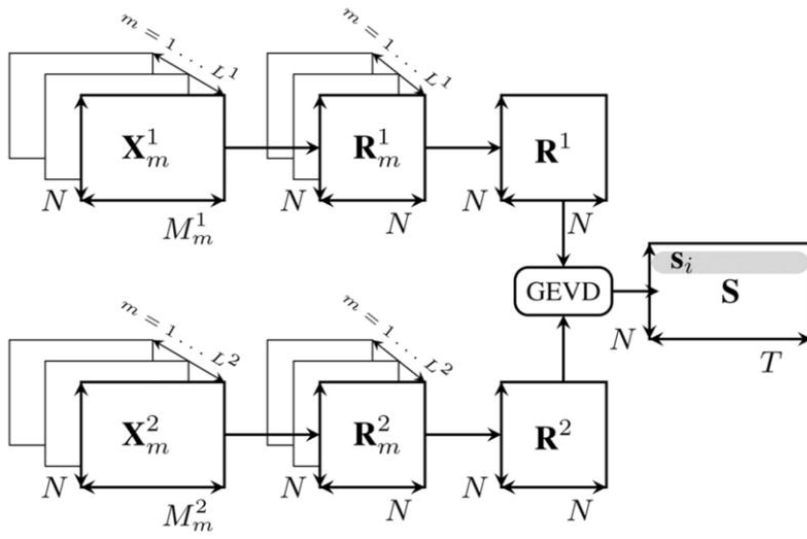 m = 1 . . . L¹
m = 1 . . . L¹
X¹ₘ
R¹ₘ
R¹
N
N
N
M¹ₘ
N
N
GEVD
sᵢ
S
N
T
m = 1 . . . L²
m = 1 . . . L²
X²ₘ
R²ₘ
R²
N
N
N
M²ₘ
N
N